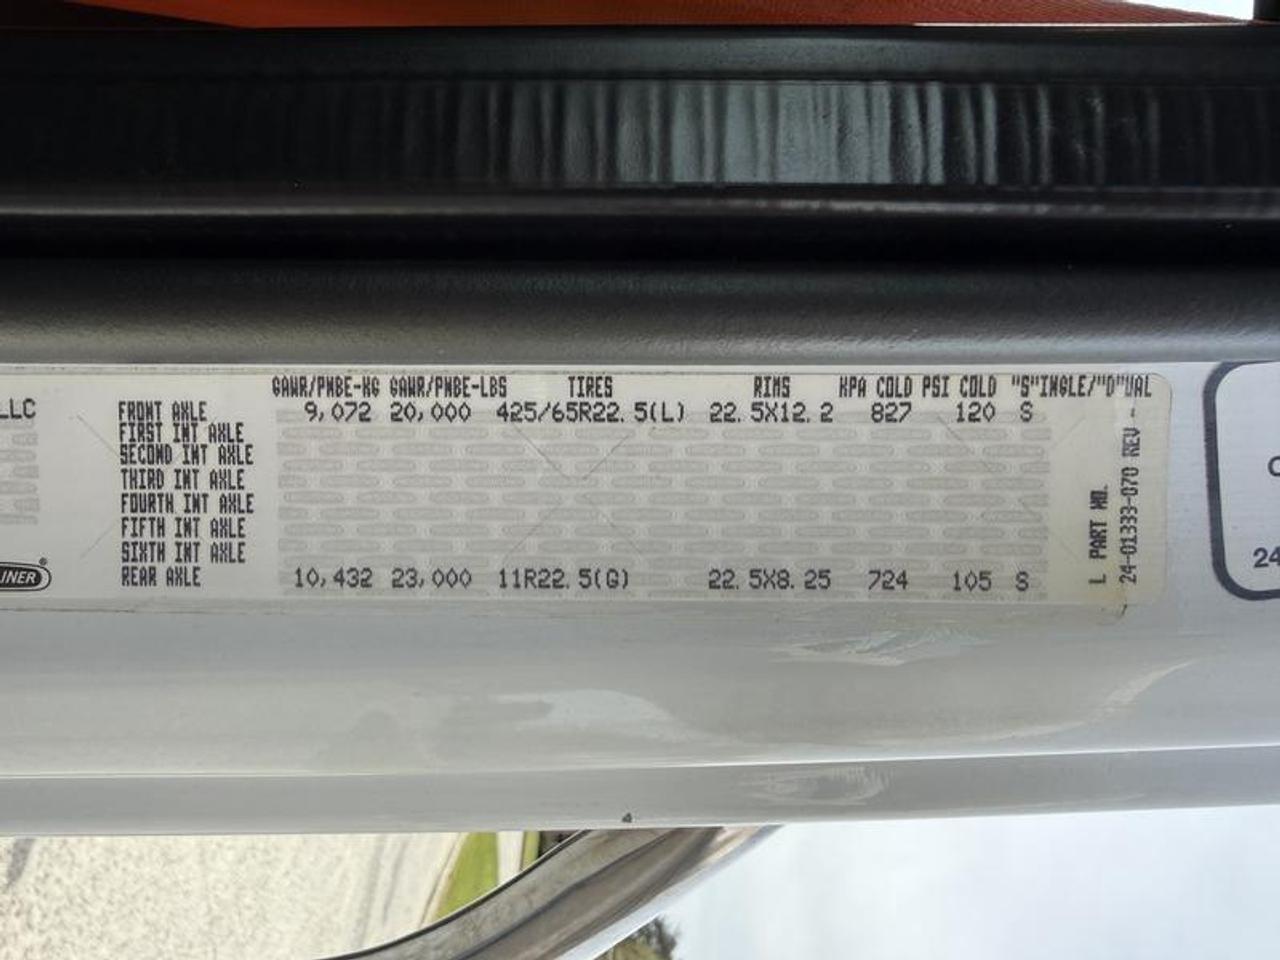 GAWR/PNBE-KG GAWR/PNBE-LBS TIRES RIMS KPA COLD PSI COLD "S"INGLE/"D"UAL
LLC
FRONT AXLE 9,072 20,000 425/65R22.5(L) 22.5X12.2 827 120 S
FIRST INT AXLE
SECOND INT AXLE
THIRD INT AXLE
FOURTH INT AXLE
FIFTH INT AXLE
SIXTH INT AXLE
REAR AXLE 10,432 23,000 11R22.5(G) 22.5X8.25 724 105 S
L PART NO.
24-01333-070 REV -
LINER®
24
4